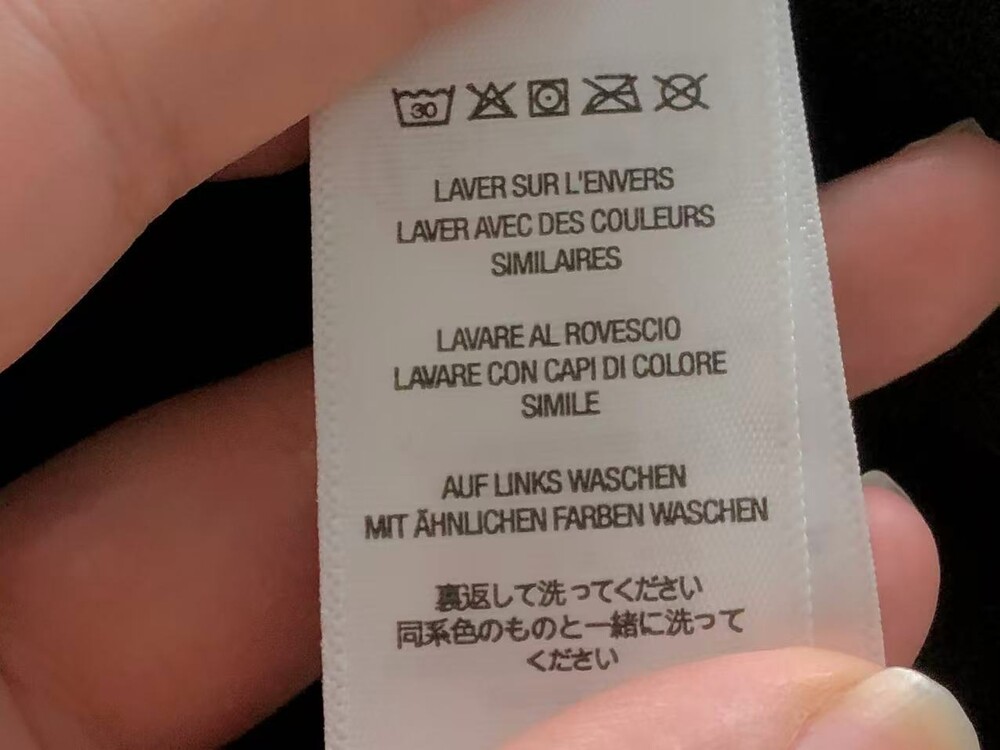 30
LAVER SUR L'ENVERS
LAVER AVEC DES COULEURS
SIMILAIRES
LAVARE AL ROVESCIO
LAVARE CON CAPI DI COLORE
SIMILE
AUF LINKS WASCHEN
MIT ÄHNLICHEN FARBEN WASCHEN
裏返して洗ってください
同系色のものと一緒に洗って
ください